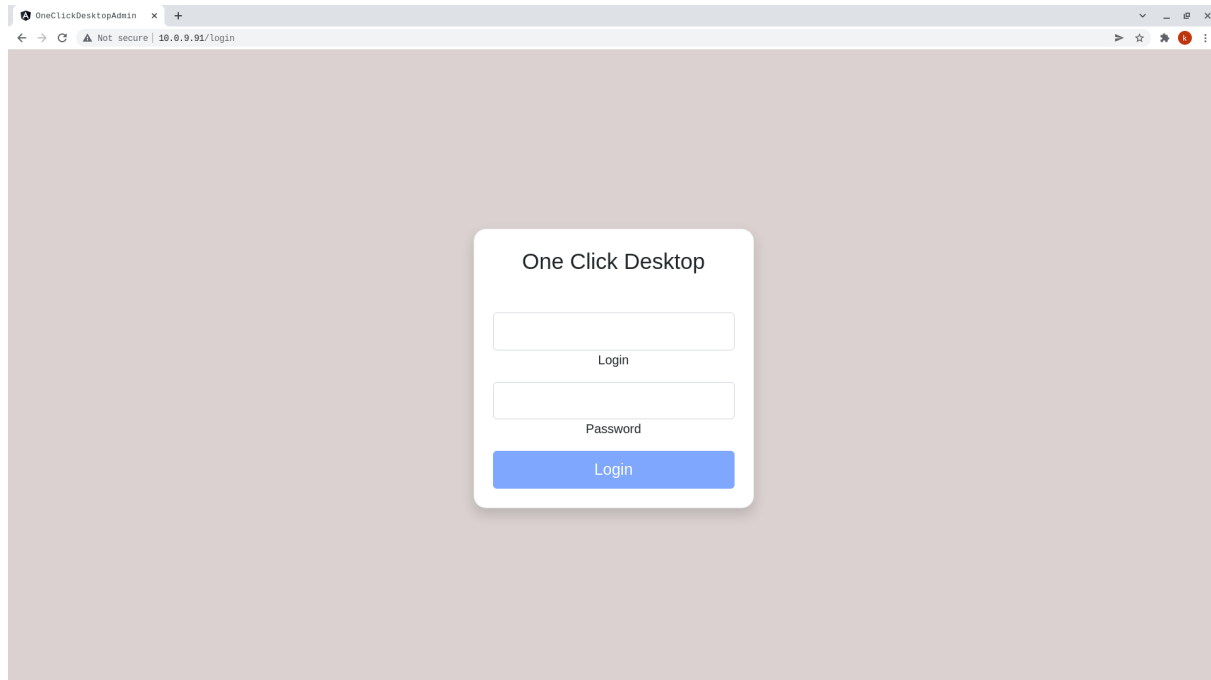 OneClickDesktopAdmin
Not secure 10.0.9.91/login
k
One Click Desktop
Login
Password
Login